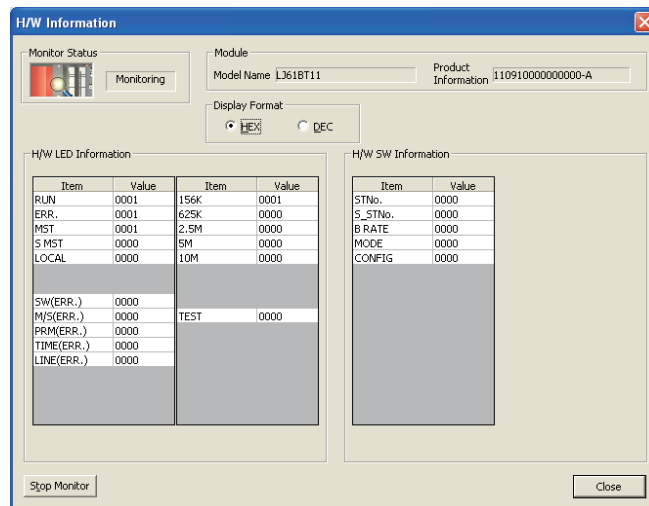 H/W Information
Monitor Status
Monitoring
Module
Model Name LJ61BT11
Product Information 110910000000000-A
Display Format
HEX DEC
H/W LED Information
Item Value Item Value
RUN 0001 156K 0001
ERR. 0001 625K 0000
MST 0001 2.5M 0000
S MST 0000 5M 0000
LOCAL 0000 10M 0000
SW(ERR.) 0000
M/S(ERR.) 0000 TEST 0000
PRM(ERR.) 0000
TIME(ERR.) 0000
LINE(ERR.) 0000
H/W SW Information
Item Value
STNo. 0000
S_STNo. 0000
B RATE 0000
MODE 0000
CONFIG 0000
Stop Monitor
Close